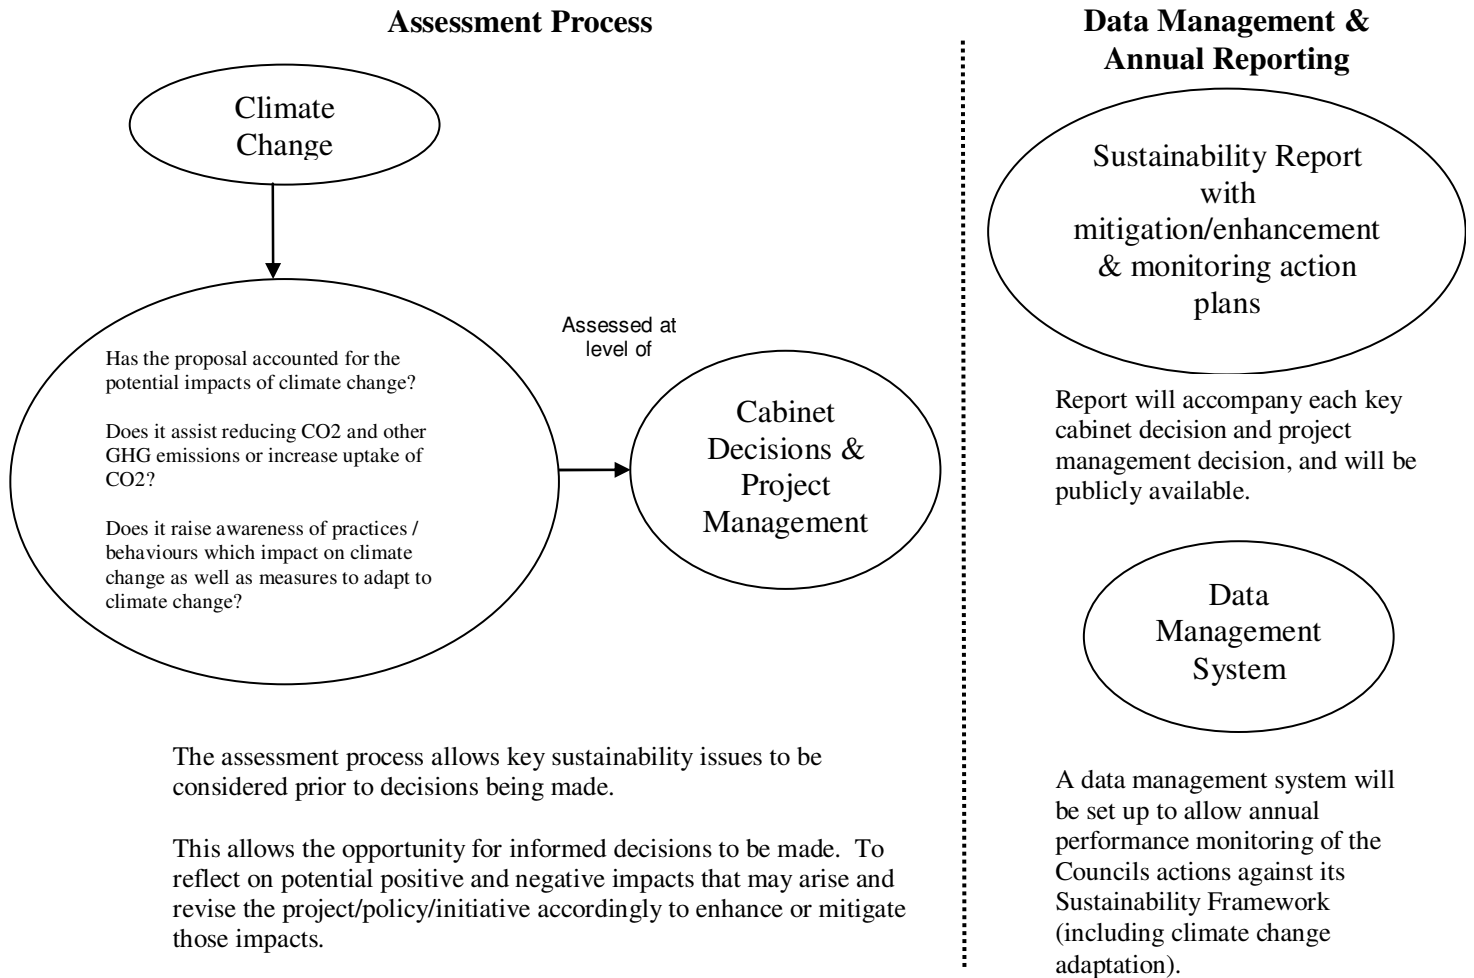 Assessment Process
Climate
Change
Has the proposal accounted for the
potential impacts of climate change?
Does it assist reducing CO2 and other
GHG emissions or increase uptake of
CO2?
Does it raise awareness of practices /
behaviours which impact on climate
change as well as measures to adapt to
climate change?
Assessed at
level of
Cabinet
Decisions &
Project
Management
The assessment process allows key sustainability issues to be
considered prior to decisions being made.
This allows the opportunity for informed decisions to be made.  To
reflect on potential positive and negative impacts that may arise and
revise the project/policy/initiative accordingly to enhance or mitigate
those impacts.
Data Management &
Annual Reporting
Sustainability Report
with
mitigation/enhancement
& monitoring action
plans
Report will accompany each key
cabinet decision and project
management decision, and will be
publicly available.
Data
Management
System
A data management system will
be set up to allow annual
performance monitoring of the
Councils actions against its
Sustainability Framework
(including climate change
adaptation).